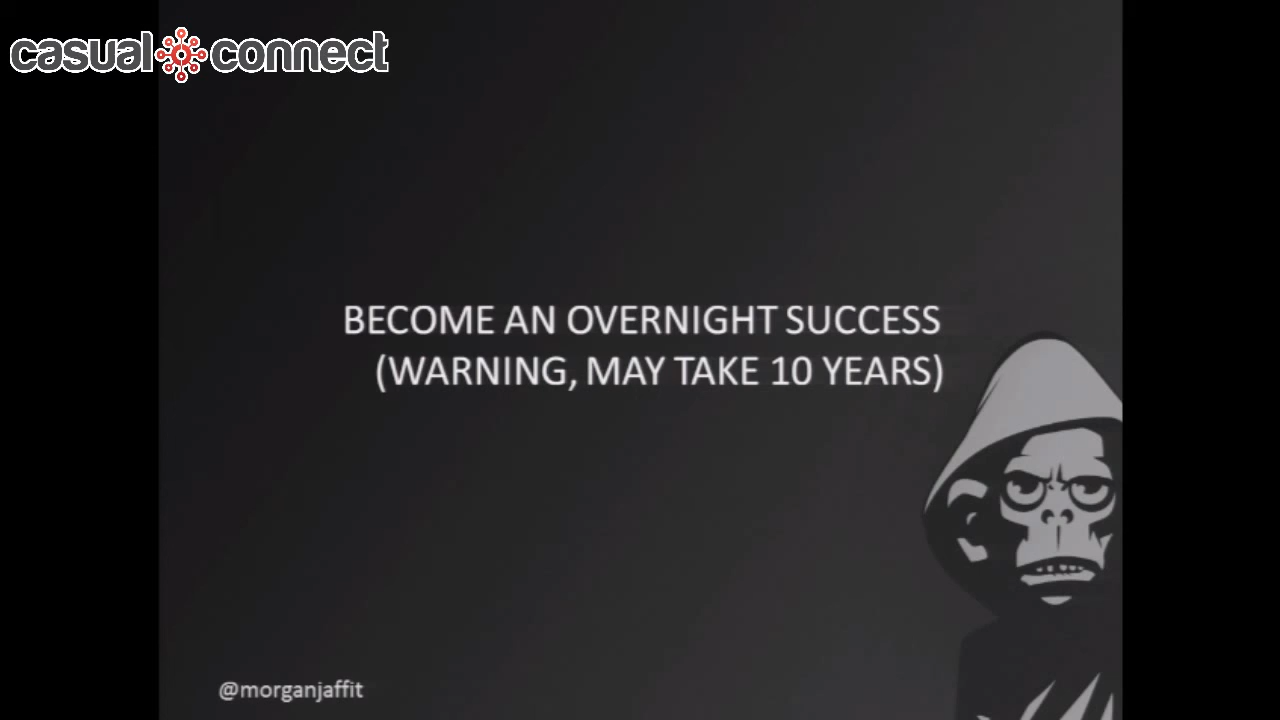 casual connect
BECOME AN OVERNIGHT SUCCESS
(WARNING, MAY TAKE 10 YEARS)
@morganjaffit